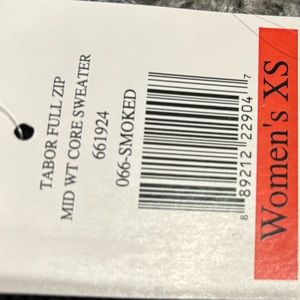 TABOR FULL ZIP
MID WT CORE SWEATER
661924
066-SMOKED
8 89212 22904 7
Women's XS